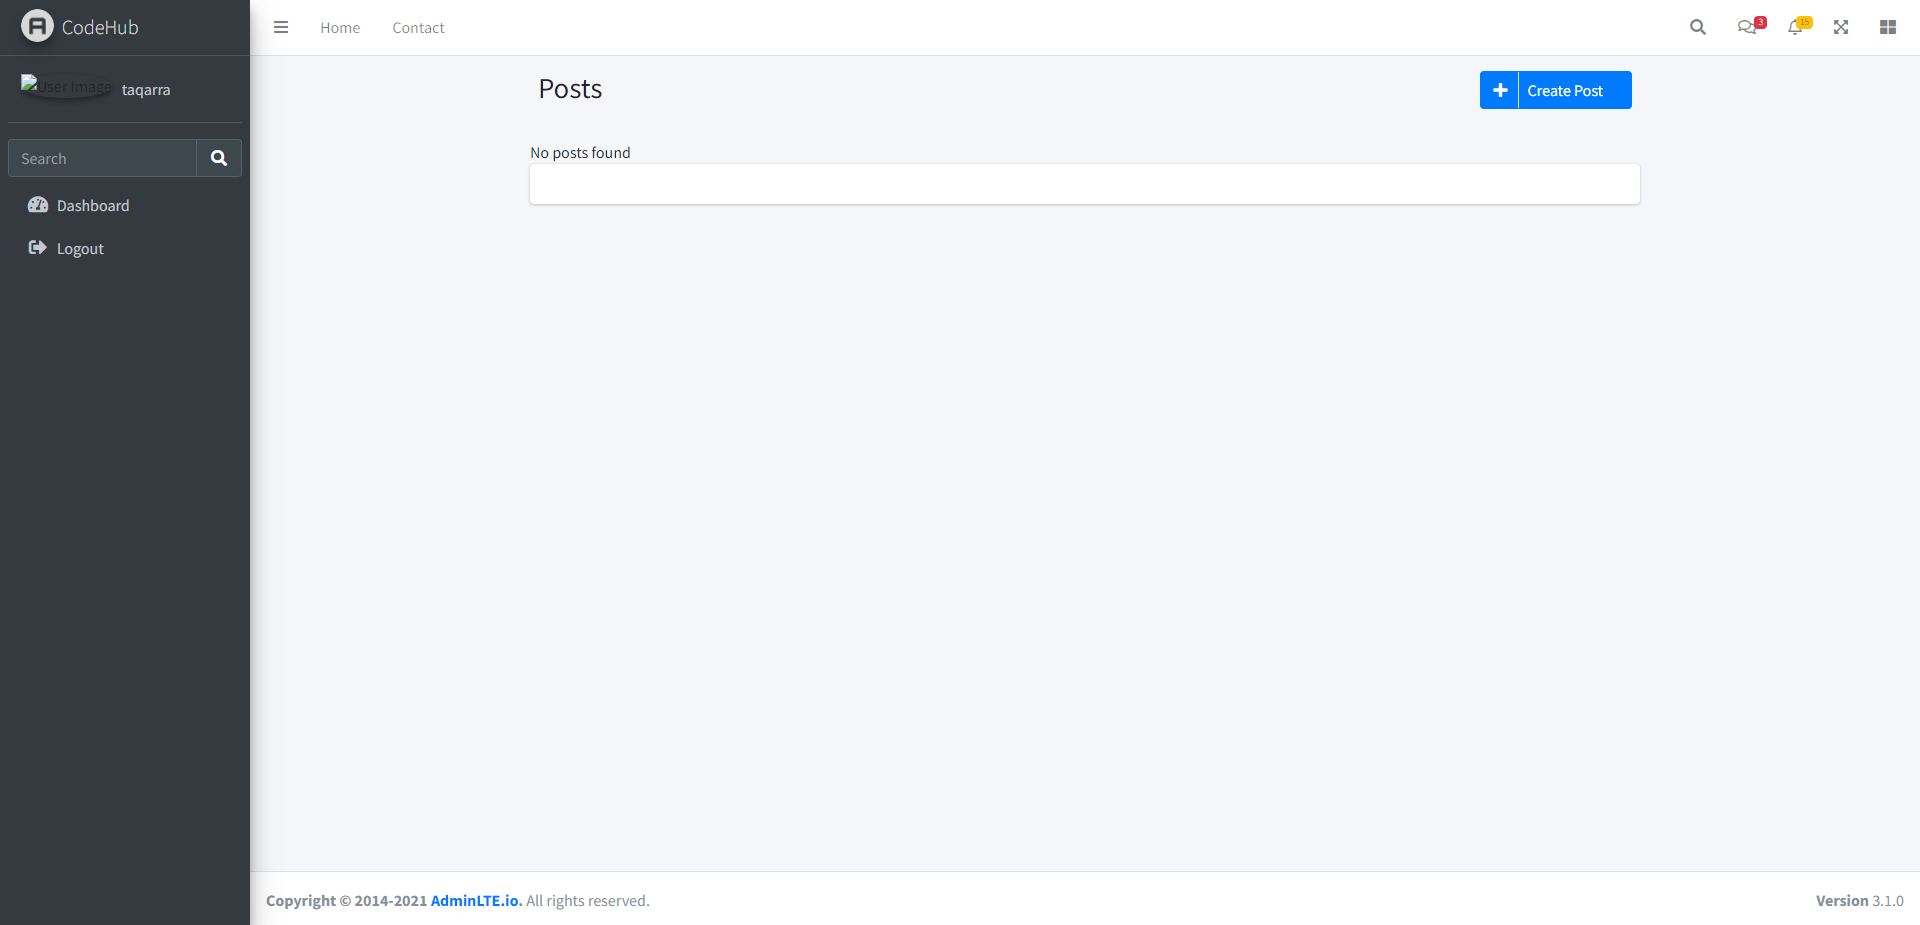 CodeHub
Home
Contact
3
15
User Image
taqarra
Search
Dashboard
Logout
Posts
Create Post
No posts found
Copyright © 2014-2021 AdminLTE.io. All rights reserved.
Version 3.1.0